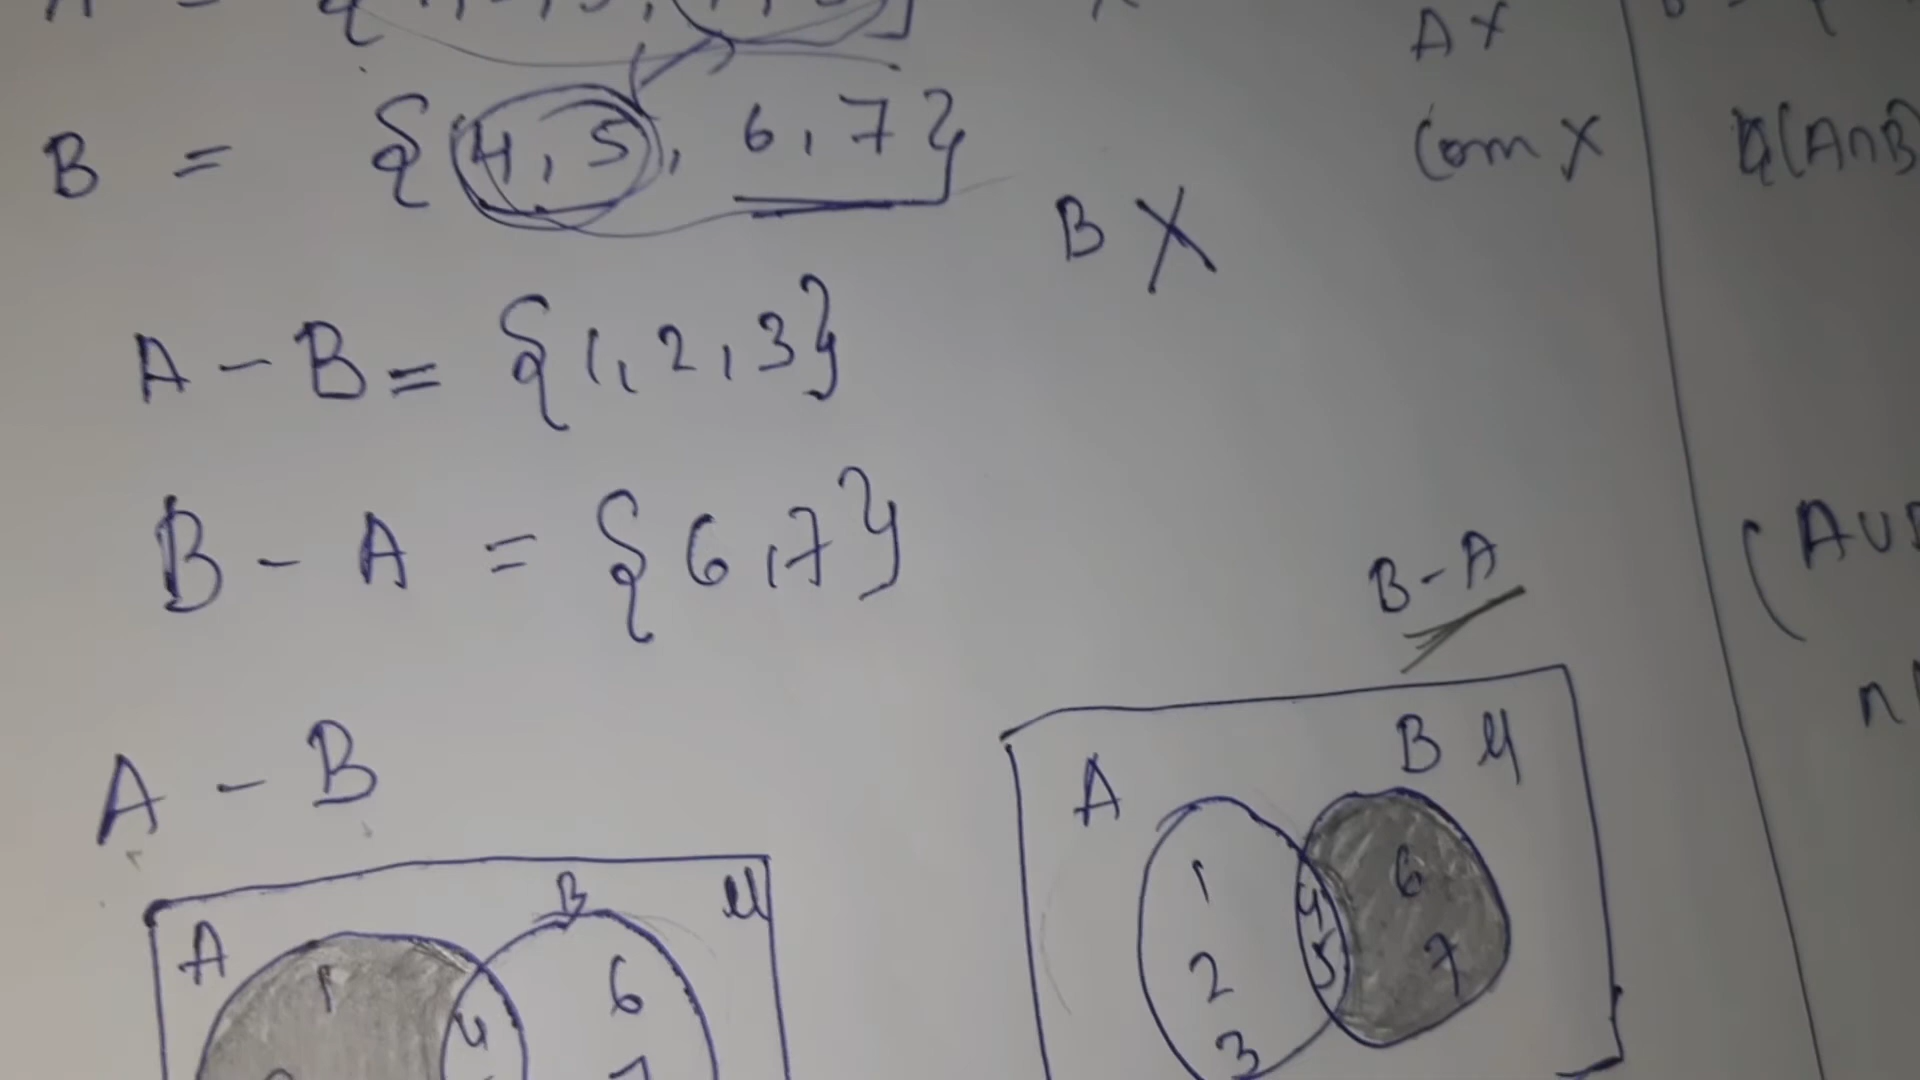 A X
B = {4, 5, 6, 7}
Com X
(A∩B
B X
A - B = {1, 2, 3}
B - A = {6, 7}
B - A
(AU
n
A - B
A B μ
1 4 6
2 5 7
3
A B μ
1 4 6